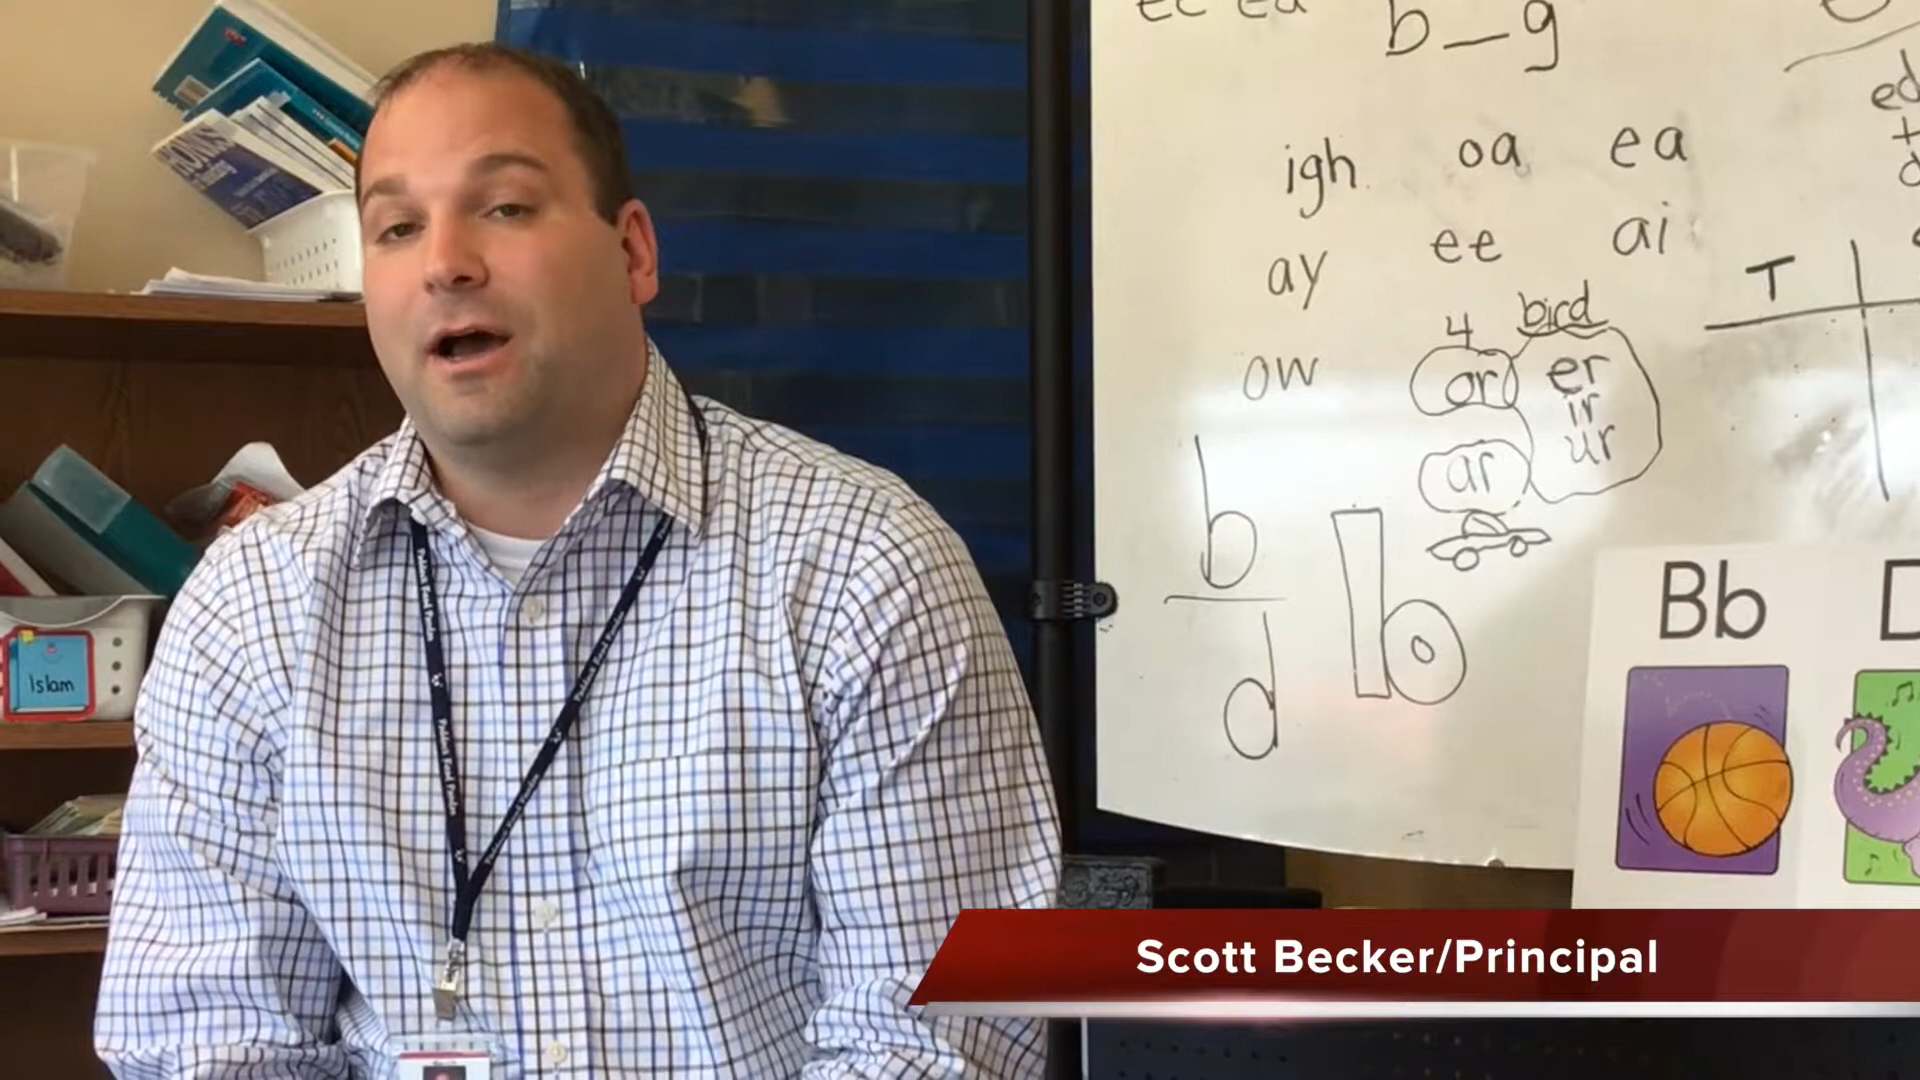 b_g
ed
igh oa ea
ay ee ai
T
4 bird
ow or er
ir
ar ur
b
b
d
Bb
Islam
Scott Becker/Principal